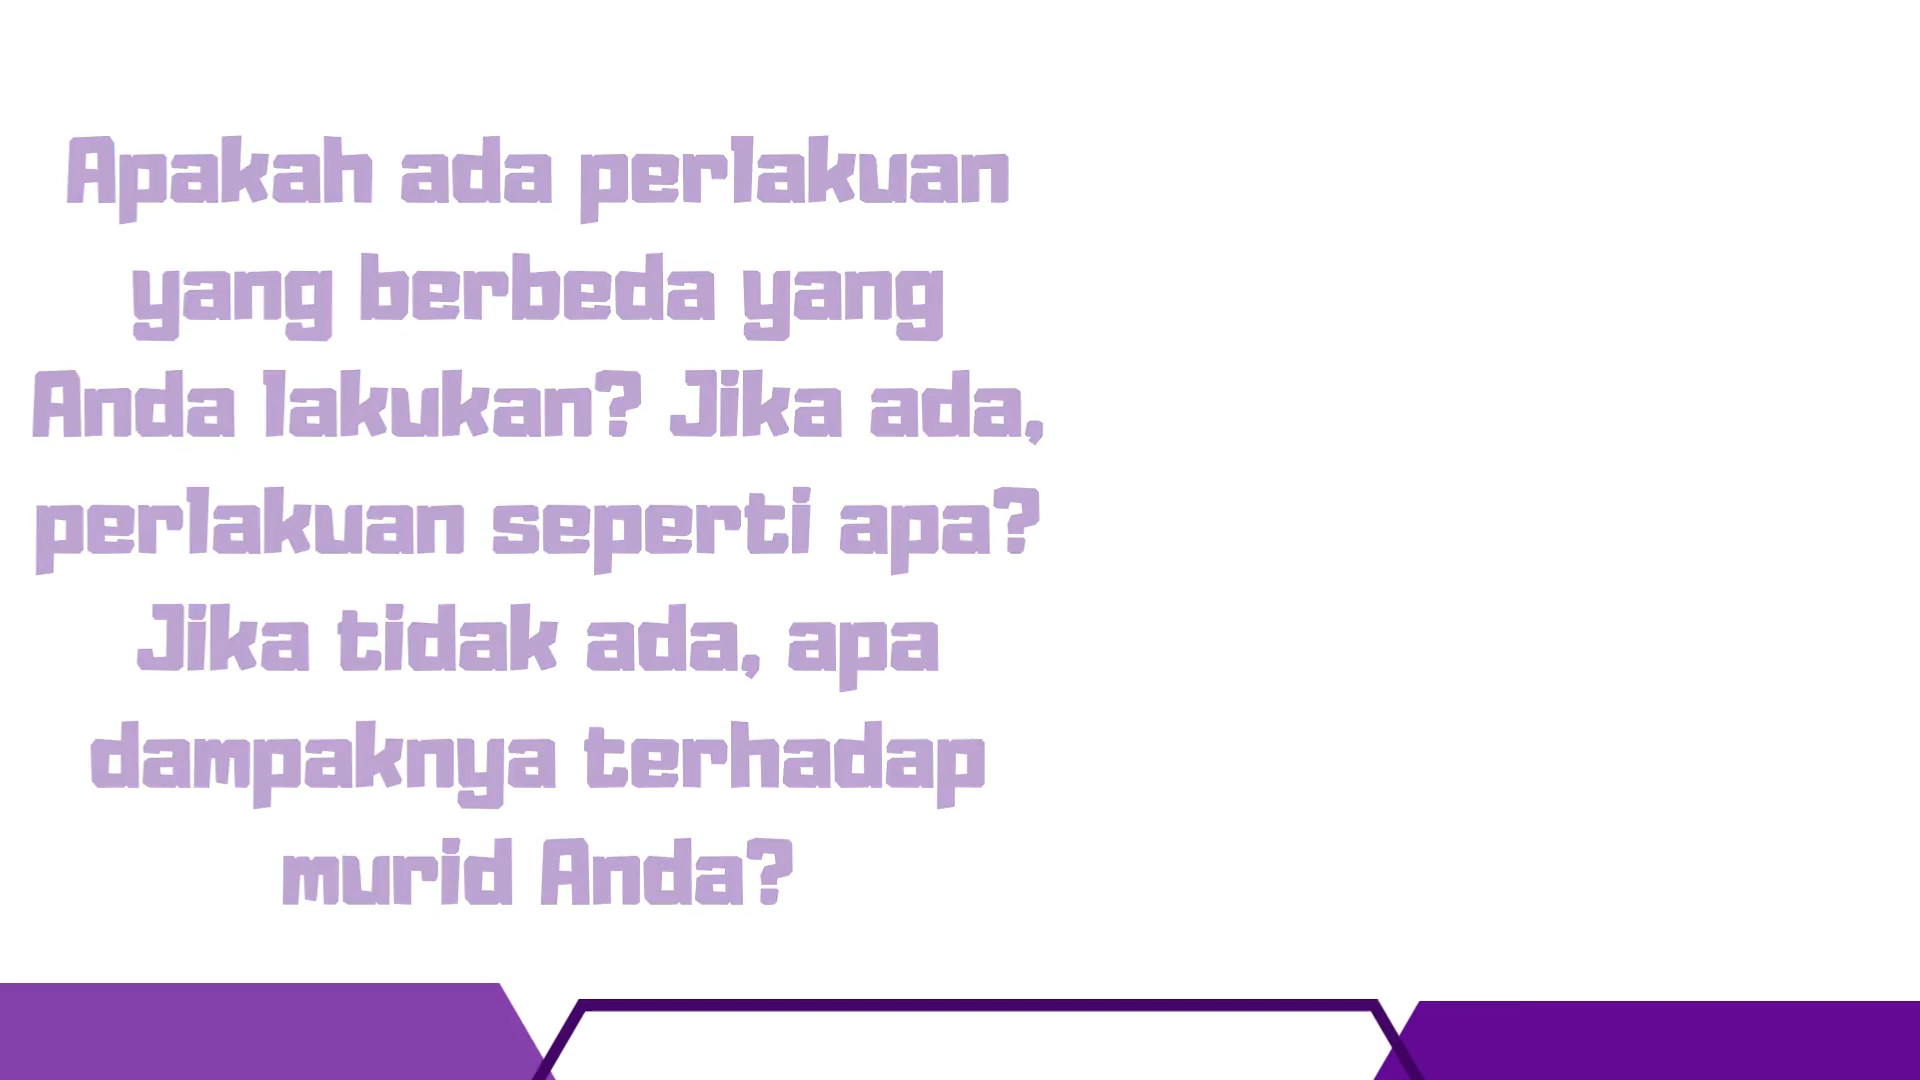 Apakah ada perlakuan
yang berbeda yang
Anda lakukan? Jika ada,
perlakuan seperti apa?
Jika tidak ada, apa
dampaknya terhadap
murid Anda?